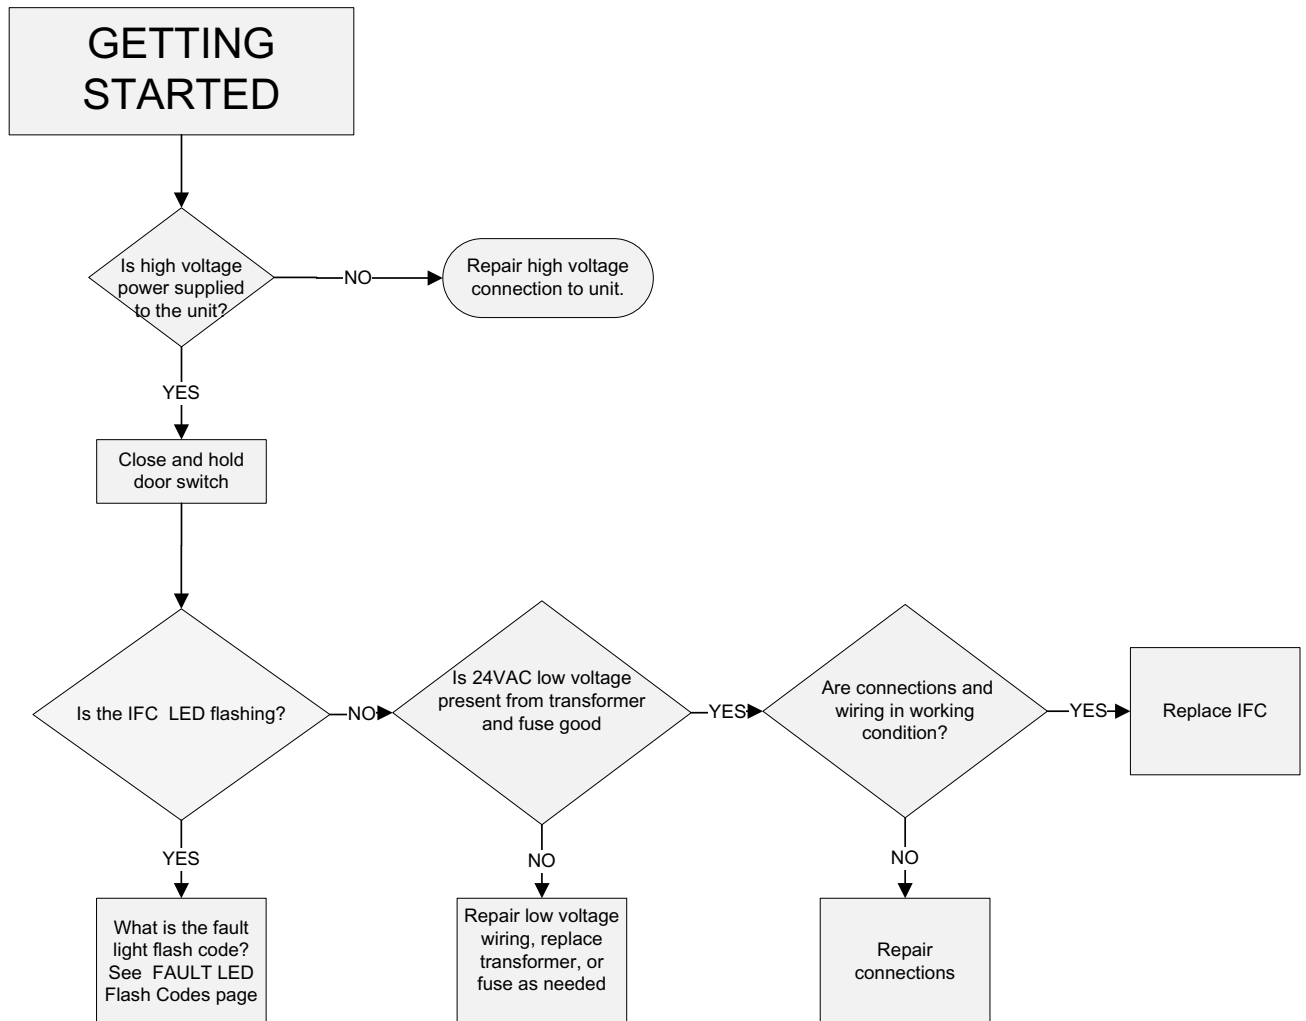 GETTING
STARTED
Is high voltage
power supplied
to the unit?
NO
Repair high voltage
connection to unit.
YES
Close and hold
door switch
Is the IFC  LED flashing?
NO
Is 24VAC low voltage
present from transformer
and fuse good
YES
Are connections and
wiring in working
condition?
YES
Replace IFC
YES
What is the fault
light flash code?
See  FAULT LED
Flash Codes page
NO
Repair low voltage
wiring, replace
transformer, or
fuse as needed
NO
Repair
connections